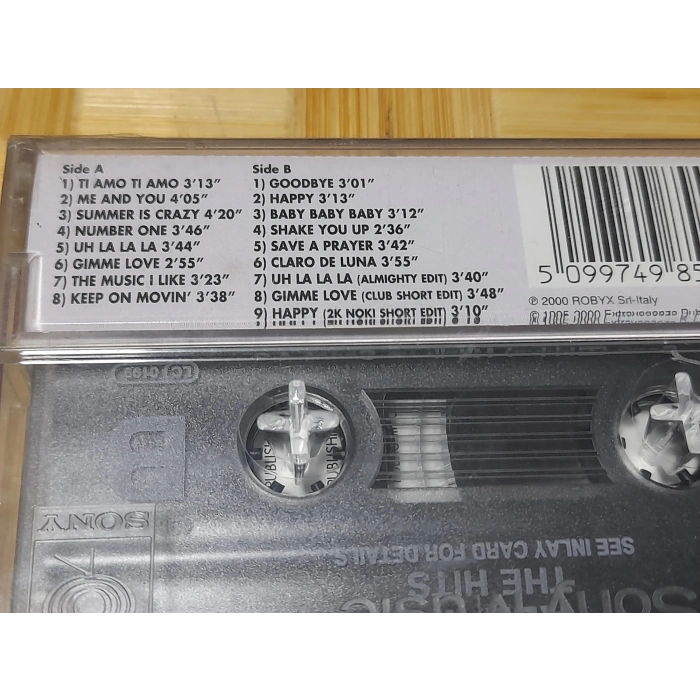 Side A
1) TI AMO TI AMO 3'13”
2) ME AND YOU 4'05”
3) SUMMER IS CRAZY 4'20”
4) NUMBER ONE 3'46”
5) UH LA LA LA 3'44”
6) GIMME LOVE 2'55”
7) THE MUSIC I LIKE 3'23”
8) KEEP ON MOVIN' 3'38”
Side B
1) GOODBYE 3'01”
2) HAPPY 3'13”
3) BABY BABY BABY 3'12”
4) SHAKE YOU UP 2'36”
5) SAVE A PRAYER 3'42”
6) CLARO DE LUNA 3'55”
7) UH LA LA LA (ALMIGHTY EDIT) 3'40”
8) GIMME LOVE (CLUB SHORT EDIT) 3'48”
9) HAPPY (2K NOKI SHORT EDIT) 3'10”
5 099749 85
℗ 2000 ROBYX Srl-Italy
LC 0199
PUBLISH
PUBLISH
SONY
SEE INLAY CARD FOR DETAILS
THE HITS
Sony Music